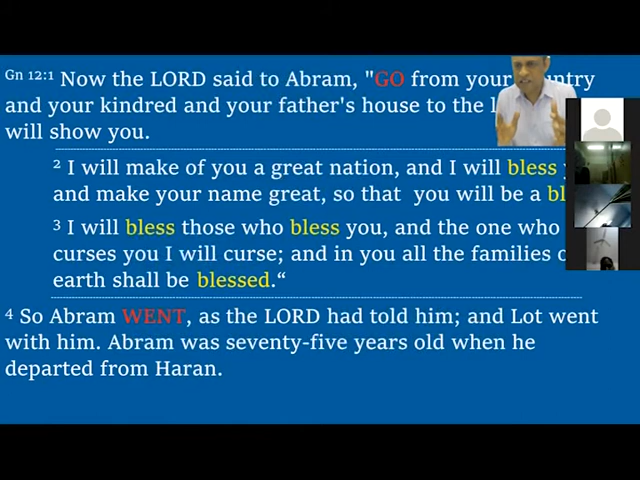 Gn 12:1 Now the LORD said to Abram, "GO from your
and your kindred and your father's house to the
will show you.
2 I will make of you a great nation, and I will bless
and make your name great, so that you will be a
3 I will bless those who bless you, and the one who
curses you I will curse; and in you all the families
earth shall be blessed.“
4 So Abram WENT, as the LORD had told him; and Lot went
with him. Abram was seventy-five years old when he
departed from Haran.